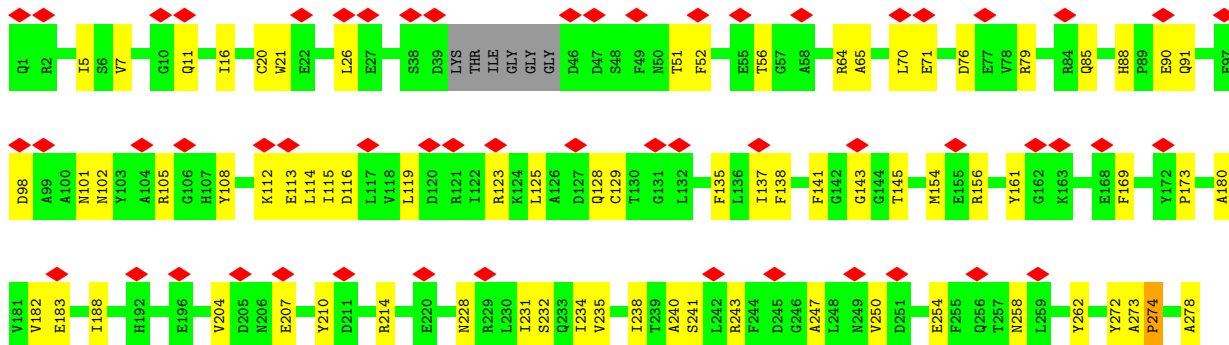 Q1 R2 I5 S6 V7 G10 Q11 I16 C20 W21 E22 L26 E27 S38 D39 LYS THR ILE GLY GLY GLY D46 D47 S48 F49 N50 T51 F52 E55 T56 G57 A58 R64 A65 L70 E71 D76 E77 V78 R79 R84 Q85 H88 P89 E90 Q91 E97
D98 A99 A100 N101 N102 Y103 A104 R105 G106 H107 Y108 K112 E113 L114 I115 D116 L117 V118 L119 D120 R121 I122 R123 K124 L125 A126 D127 Q128 C129 T130 G131 L132 F135 L136 I137 F138 F141 G142 G143 G144 T145 M154 E155 R156 Y161 G162 K163 E168 F169 Y172 P173 A180
V181 V182 E183 I188 H192 E196 V204 D205 N206 E207 Y210 D211 R214 E220 N228 R229 L230 I231 S232 Q233 I234 V235 I238 T239 A240 S241 L242 R243 F244 D245 G246 A247 L248 N249 V250 D251 E254 F255 Q256 T257 N258 L259 Y262 Y272 A273 P274 A278